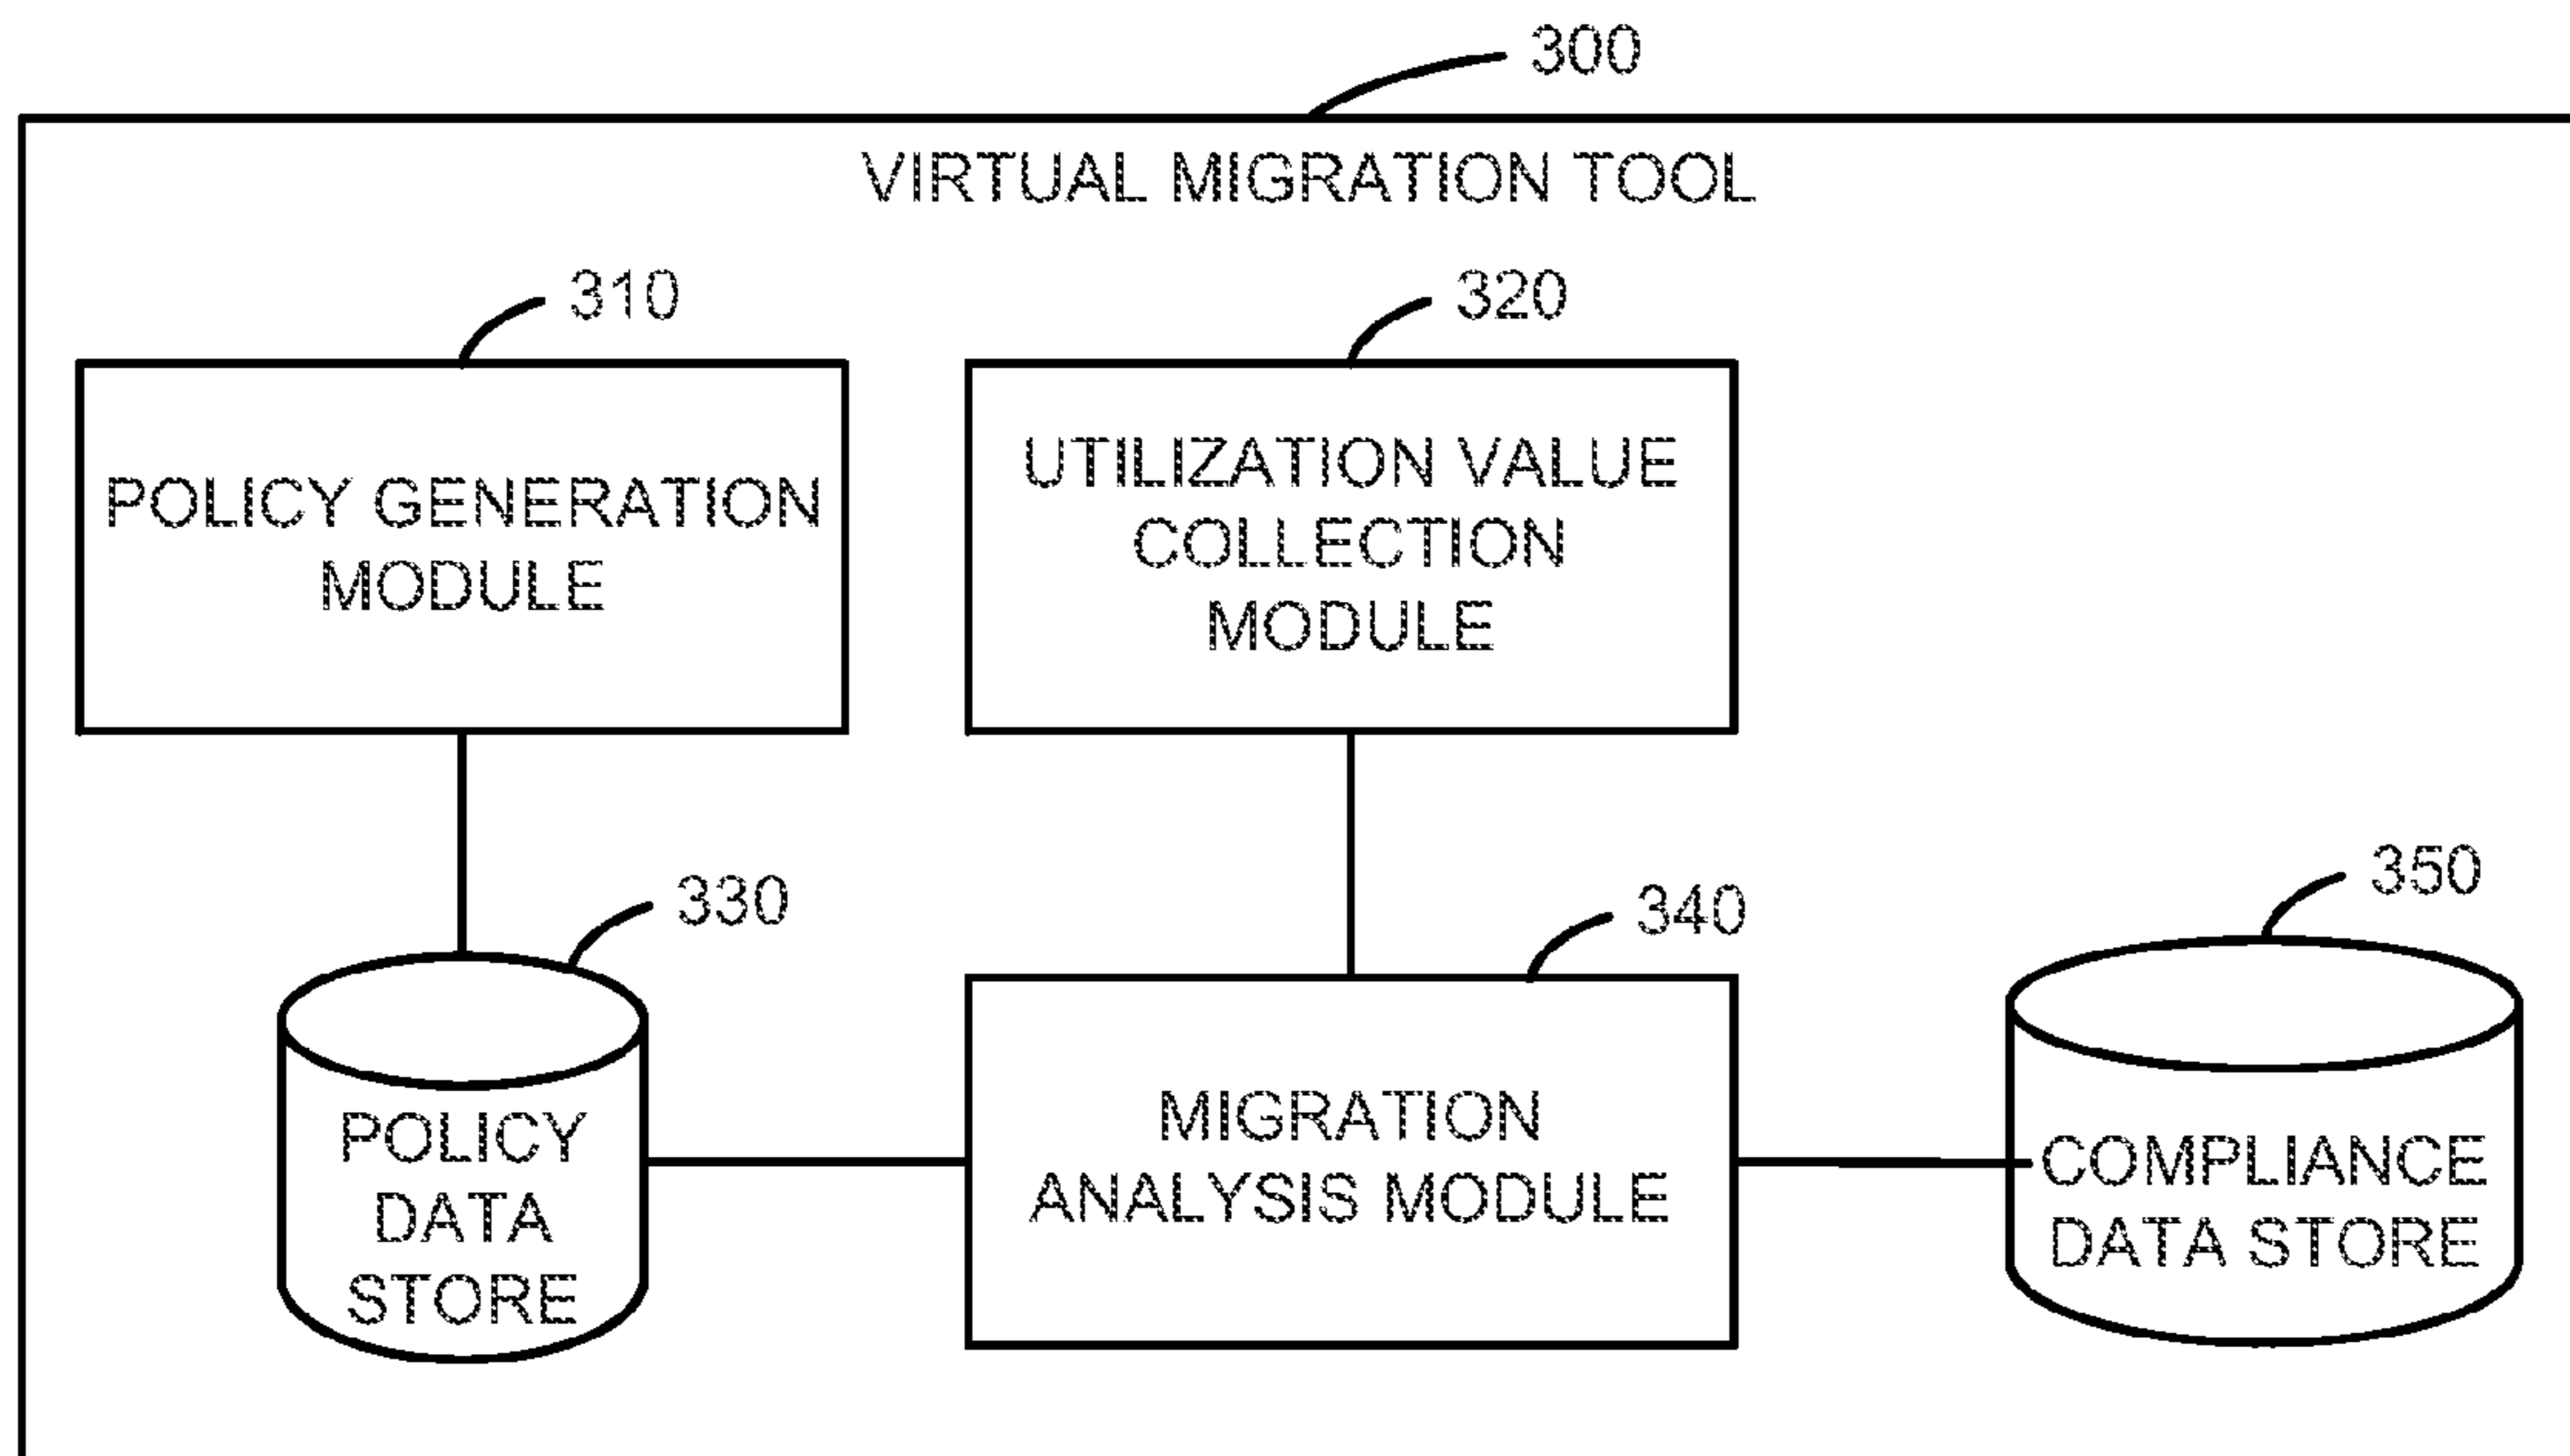 300
VIRTUAL MIGRATION TOOL
310
320
POLICY GENERATION
MODULE
UTILIZATION VALUE
COLLECTION
MODULE
330
340
350
POLICY
DATA
STORE
MIGRATION
ANALYSIS MODULE
COMPLIANCE
DATA STORE